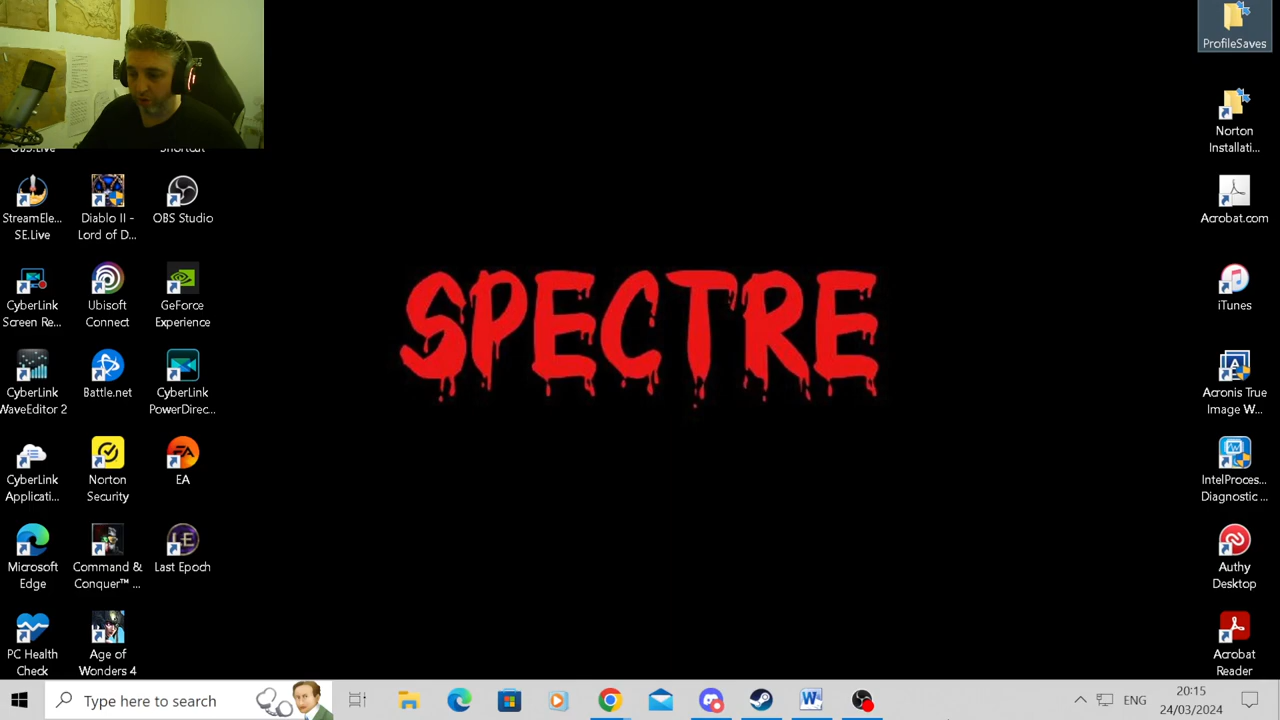 ProfileSaves
Norton
Installati...
StreamEle...
SE.Live
Diablo II -
Lord of D...
OBS Studio
Acrobat.com
SPECTRE
CyberLink
Screen Re...
Ubisoft
Connect
GeForce
Experience
iTunes
CyberLink
WaveEditor 2
Battle.net
CyberLink
PowerDirec...
Acronis True
Image W...
CyberLink
Applicati...
Norton
Security
EA
IntelProces...
Diagnostic ...
Microsoft
Edge
Command &
Conquer™ ...
Last Epoch
Authy
Desktop
PC Health
Check
Age of
Wonders 4
Acrobat
Reader
Type here to search
ENG
20:15
24/03/2024